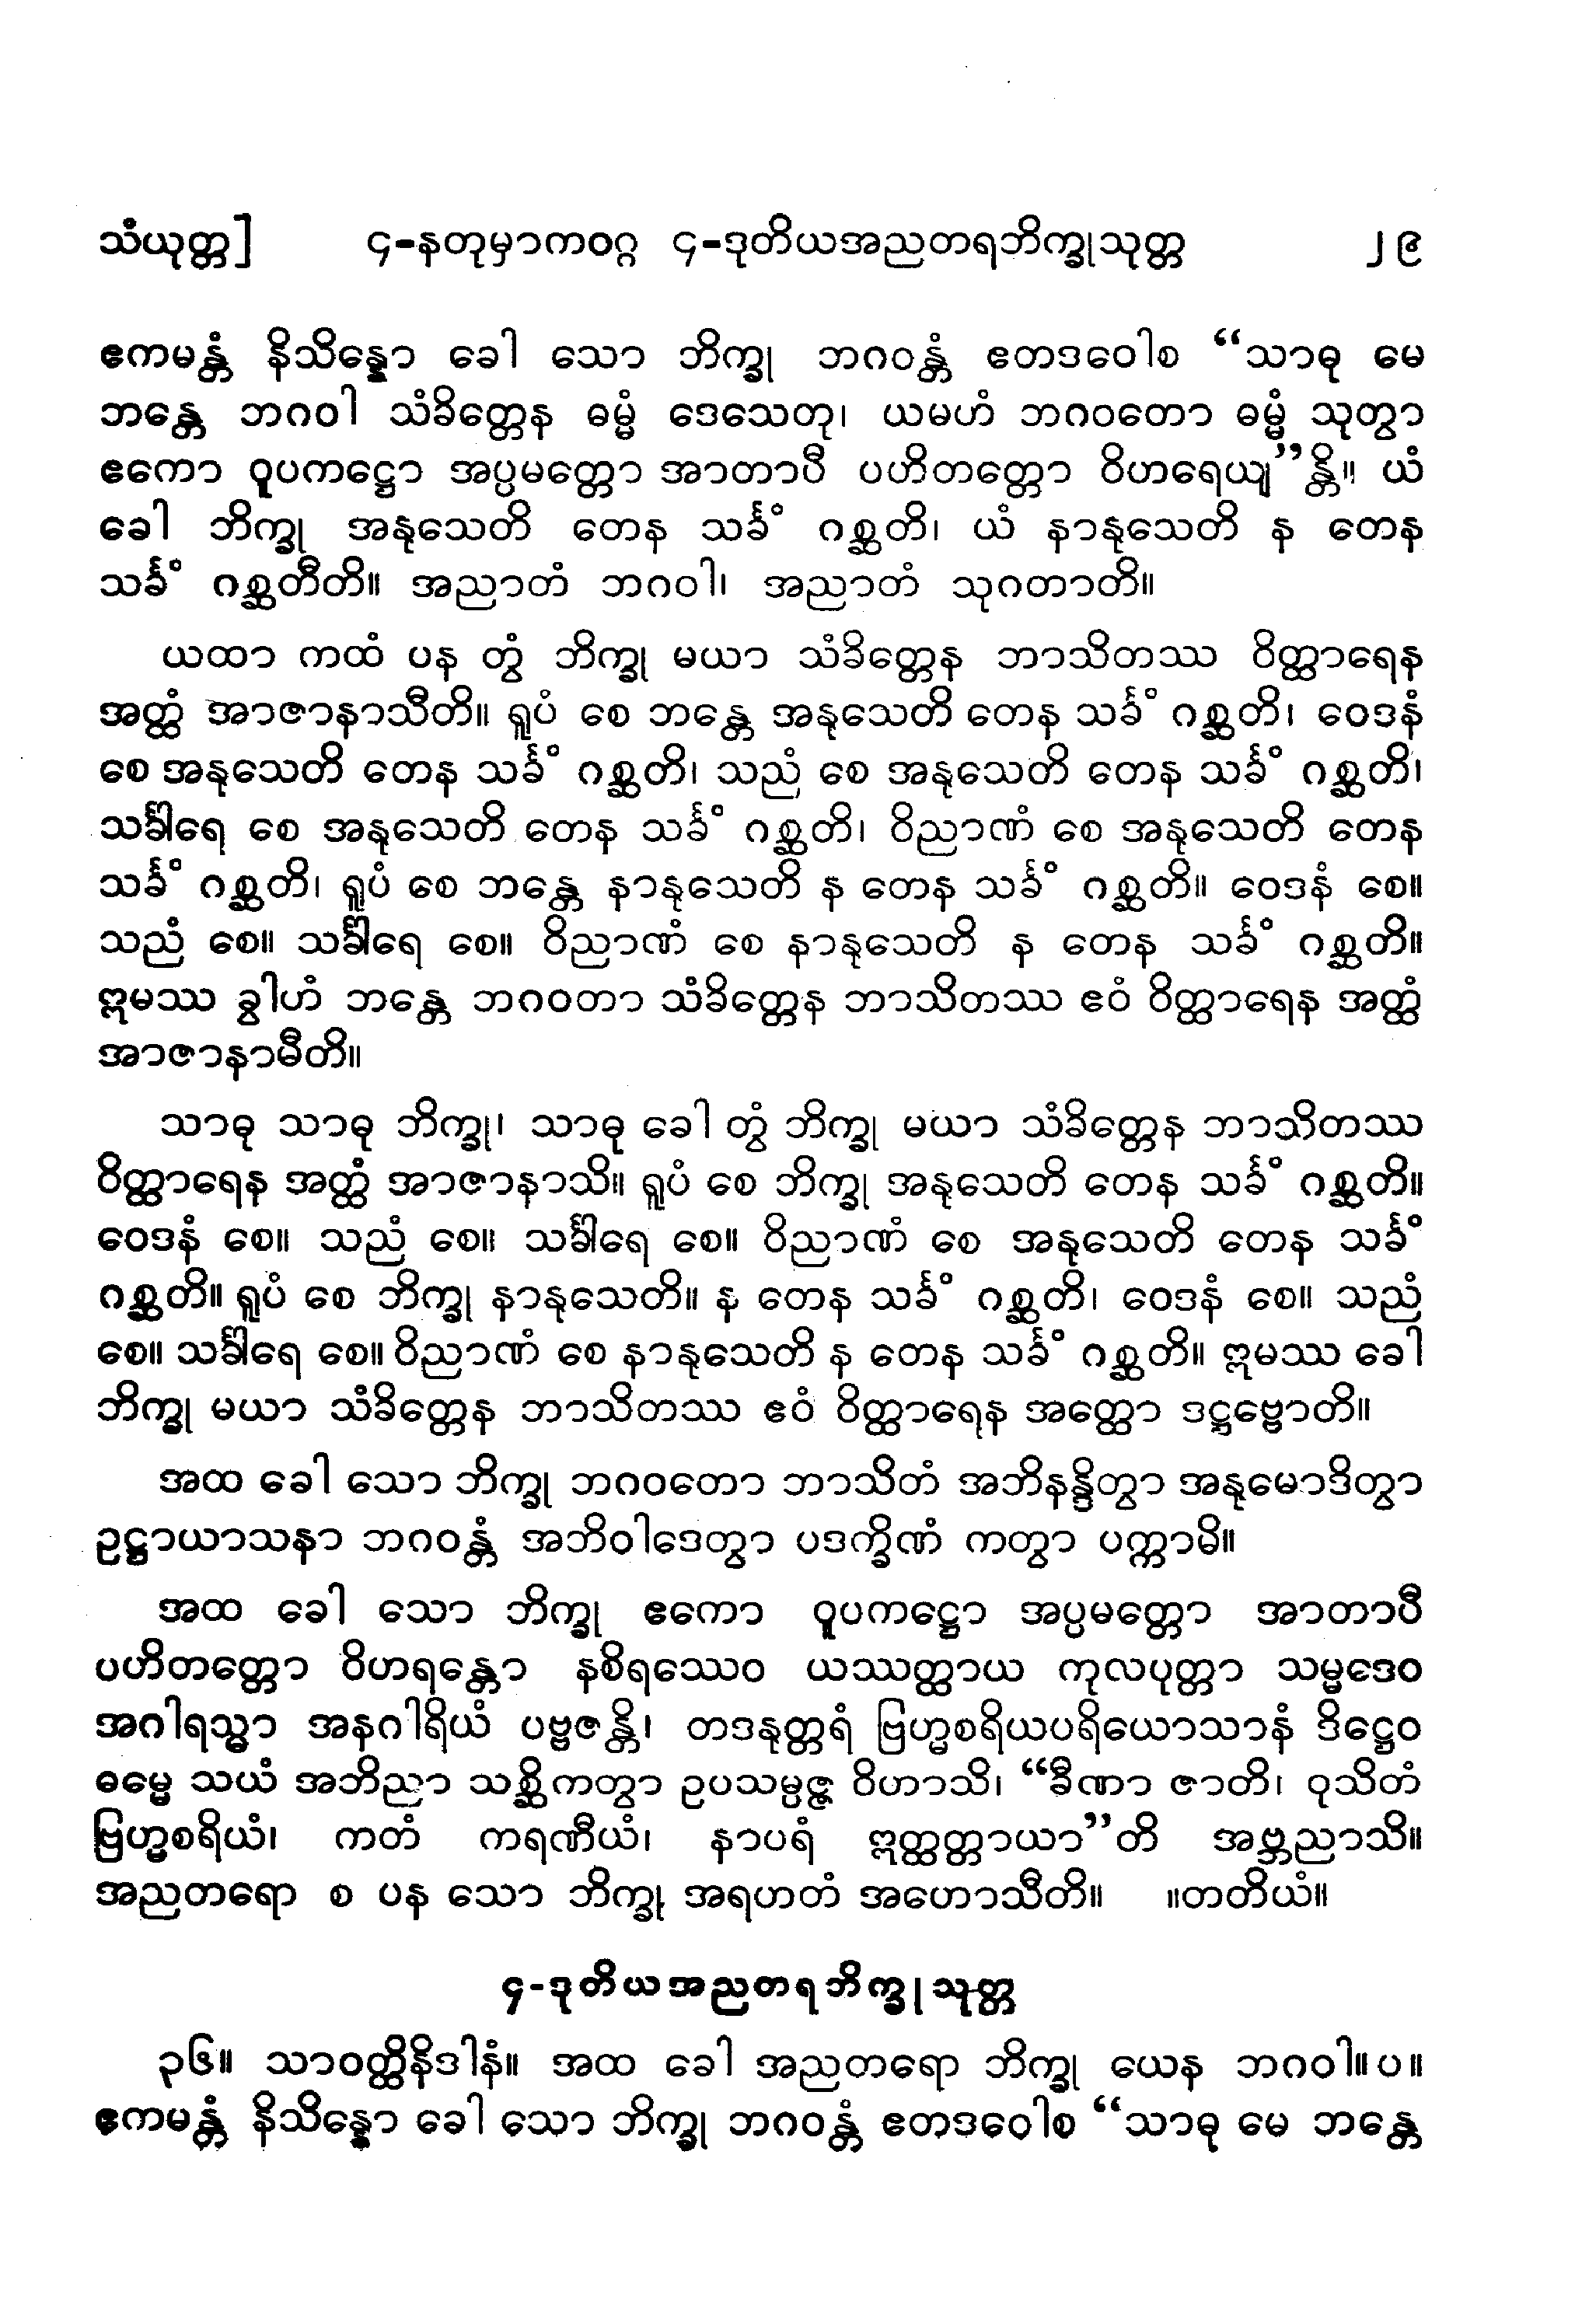 သံယုတ္တ] ၄-နတုမှာကဝဂ္ဂ ၄-ဒုတိယအညတရဘိက္ခုသုတ္တ ၂၉
ဧကမန္တံ နိသိန္နော ခေါ သော ဘိက္ခု ဘဂဝန္တံ ဧတဒဝေါစ “သာဓု မေ
ဘန္တေ ဘဂဝါ သံခိတ္တေန ဓမ္မံ ဒေသေတု၊ ယမဟံ ဘဂဝတော ဓမ္မံ သုတွာ
ဧကော ဝူပကဋ္ဌော အပ္ပမတ္တော အာတာပီ ပဟိတတ္တော ဝိဟရေယျ”န္တိ။ ယံ
ခေါ ဘိက္ခု အနုသေတိ တေန သင်္ခံ ဂစ္ဆတိ၊ ယံ နာနုသေတိ န တေန
သင်္ခံ ဂစ္ဆတီတိ။ အညာတံ ဘဂဝါ၊ အညာတံ သုဂတာတိ။
ယထာ ကထံ ပန တွံ ဘိက္ခု မယာ သံခိတ္တေန ဘာသိတဿ ဝိတ္ထာရေန
အတ္ထံ အာဇာနာသီတိ။ ရူပံ စေ ဘန္တေ အနုသေတိ တေန သင်္ခံ ဂစ္ဆတိ၊ ဝေဒနံ
စေ အနုသေတိ တေန သင်္ခံ ဂစ္ဆတိ၊ သညံ စေ အနုသေတိ တေန သင်္ခံ ဂစ္ဆတိ၊
သင်္ခါရေ စေ အနုသေတိ တေန သင်္ခံ ဂစ္ဆတိ၊ ဝိညာဏံ စေ အနုသေတိ တေန
သင်္ခံ ဂစ္ဆတိ၊ ရူပံ စေ ဘန္တေ နာနုသေတိ န တေန သင်္ခံ ဂစ္ဆတိ။ ဝေဒနံ စေ။
သညံ စေ။ သင်္ခါရေ စေ။ ဝိညာဏံ စေ နာနုသေတိ န တေန သင်္ခံ ဂစ္ဆတိ။
ဣမဿ ခွါဟံ ဘန္တေ ဘဂဝတာ သံခိတ္တေန ဘာသိတဿ ဧဝံ ဝိတ္ထာရေန အတ္ထံ
အာဇာနာမီတိ။
သာဓု သာဓု ဘိက္ခု၊ သာဓု ခေါ တွံ ဘိက္ခု မယာ သံခိတ္တေန ဘာသိတဿ
ဝိတ္ထာရေန အတ္ထံ အာဇာနာသိ။ ရူပံ စေ ဘိက္ခု အနုသေတိ တေန သင်္ခံ ဂစ္ဆတိ။
ဝေဒနံ စေ။ သညံ စေ။ သင်္ခါရေ စေ။ ဝိညာဏံ စေ အနုသေတိ တေန သင်္ခံ
ဂစ္ဆတိ။ ရူပံ စေ ဘိက္ခု နာနုသေတိ။ န တေန သင်္ခံ ဂစ္ဆတိ၊ ဝေဒနံ စေ။ သညံ
စေ။ သင်္ခါရေ စေ။ ဝိညာဏံ စေ နာနုသေတိ န တေန သင်္ခံ ဂစ္ဆတိ။ ဣမဿ ခေါ
ဘိက္ခု မယာ သံခိတ္တေန ဘာသိတဿ ဧဝံ ဝိတ္ထာရေန အတ္ထော ဒဋ္ဌဗ္ဗောတိ။
အထ ခေါ သော ဘိက္ခု ဘဂဝတော ဘာသိတံ အဘိနန္ဒိတွာ အနုမောဒိတွာ
ဥဋ္ဌာယာသနာ ဘဂဝန္တံ အဘိဝါဒေတွာ ပဒက္ခိဏံ ကတွာ ပက္ကာမိ။
အထ ခေါ သော ဘိက္ခု ဧကော ဝူပကဋ္ဌော အပ္ပမတ္တော အာတာပီ
ပဟိတတ္တော ဝိဟရန္တော နစိရဿေဝ ယဿတ္ထာယ ကုလပုတ္တာ သမ္မဒေဝ
အဂါရသ္မာ အနဂါရိယံ ပဗ္ဗဇန္တိ၊ တဒနုတ္တရံ ဗြဟ္မစရိယပရိယောသာနံ ဒိဋ္ဌေဝ
ဓမ္မေ သယံ အဘိညာ သစ္ဆိကတွာ ဥပသမ္ပဇ္ဇ ဝိဟာသိ၊ “ခီဏာ ဇာတိ၊ ဝုသိတံ
ဗြဟ္မစရိယံ၊ ကတံ ကရဏီယံ၊ နာပရံ ဣတ္ထတ္တာယာ”တိ အဗ္ဘညာသိ။
အညတရော စ ပန သော ဘိက္ခု အရဟတံ အဟောသီတိ။ ။တတိယံ။
၄-ဒုတိယအညတရဘိက္ခုသုတ္တ
၃၆။ သာဝတ္ထိနိဒါနံ။ အထ ခေါ အညတရော ဘိက္ခု ယေန ဘဂဝါ။ပ။
ဧကမန္တံ နိသိန္နော ခေါ သော ဘိက္ခု ဘဂဝန္တံ ဧတဒဝေါစ “သာဓု မေ ဘန္တေ